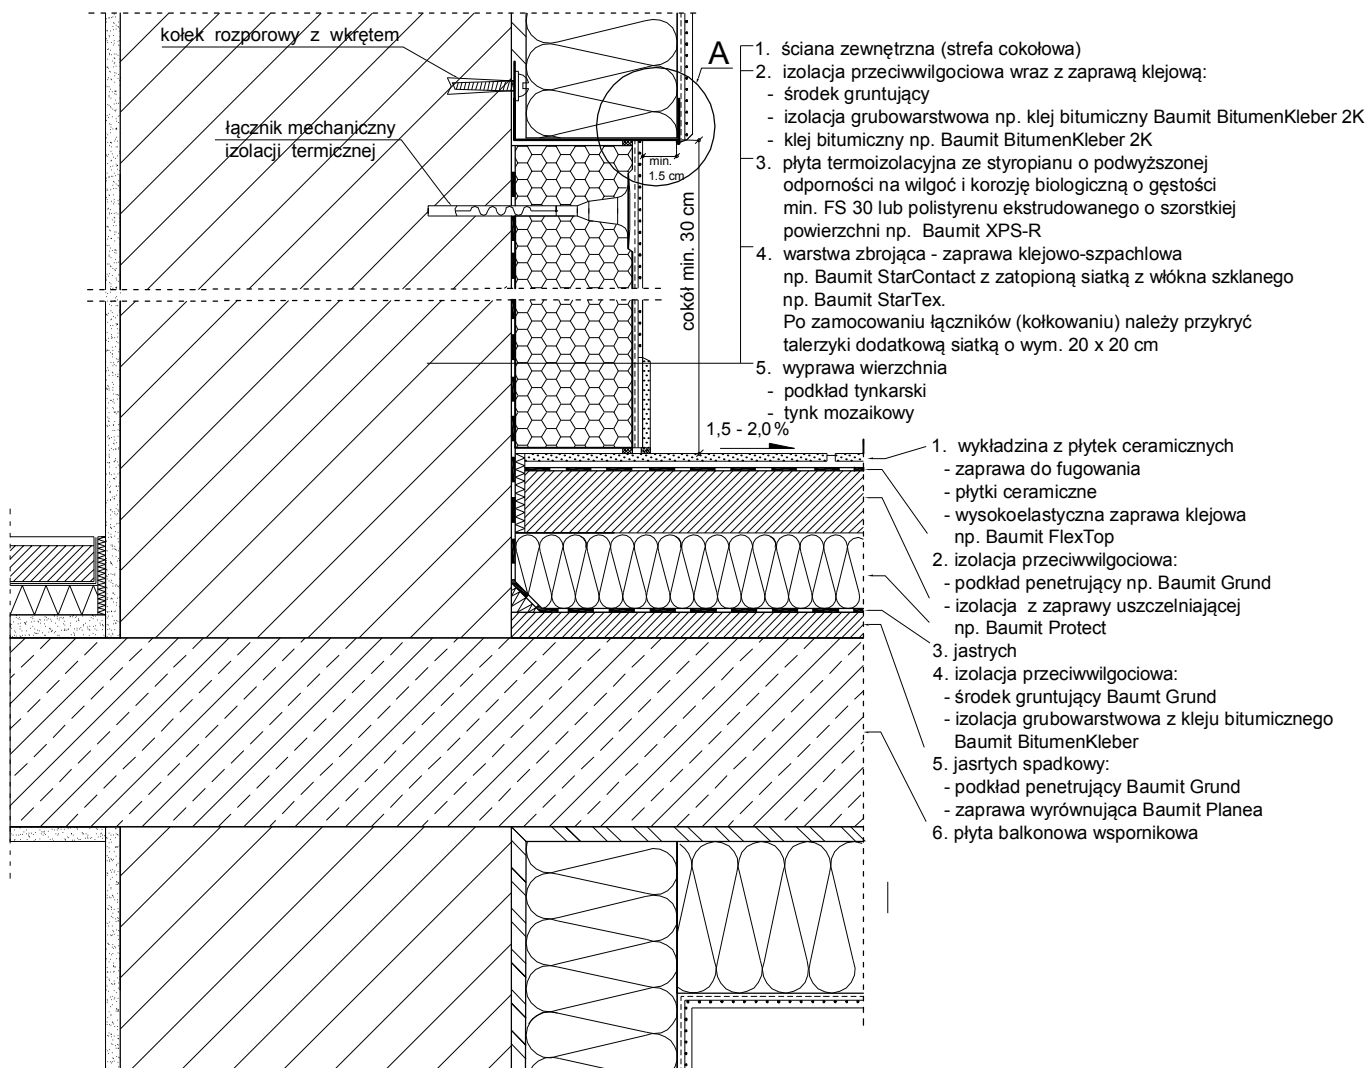 kołek rozporowy z wkrętem
łącznik mechaniczny
izolacji termicznej
A
min.
1.5 cm
cokół min. 30 cm
1,5 - 2,0%
1. ściana zewnętrzna (strefa cokołowa)
2. izolacja przeciwwilgociowa wraz z zaprawą klejową:
- środek gruntujący
- izolacja grubowarstwowa np. klej bitumiczny Baumit BitumenKleber 2K
- klej bitumiczny np. Baumit BitumenKleber 2K
3. płyta termoizolacyjna ze styropianu o podwyższonej
odporności na wilgoć i korozję biologiczną o gęstości
min. FS 30 lub polistyrenu ekstrudowanego o szorstkiej
powierzchni np. Baumit XPS-R
4. warstwa zbrojąca - zaprawa klejowo-szpachlowa
np. Baumit StarContact z zatopioną siatką z włókna szklanego
np. Baumit StarTex.
Po zamocowaniu łączników (kołkowaniu) należy przykryć
talerzyki dodatkową siatką o wym. 20 x 20 cm
5. wyprawa wierzchnia
- podkład tynkarski
- tynk mozaikowy
1. wykładzina z płytek ceramicznych
- zaprawa do fugowania
- płytki ceramiczne
- wysokoelastyczna zaprawa klejowa
np. Baumit FlexTop
2. izolacja przeciwwilgociowa:
- podkład penetrujący np. Baumit Grund
- izolacja z zaprawy uszczelniającej
np. Baumit Protect
3. jastrych
4. izolacja przeciwwilgociowa:
- środek gruntujący Baumt Grund
- izolacja grubowarstwowa z kleju bitumicznego
Baumit BitumenKleber
5. jasrtych spadkowy:
- podkład penetrujący Baumit Grund
- zaprawa wyrównująca Baumit Planea
6. płyta balkonowa wspornikowa